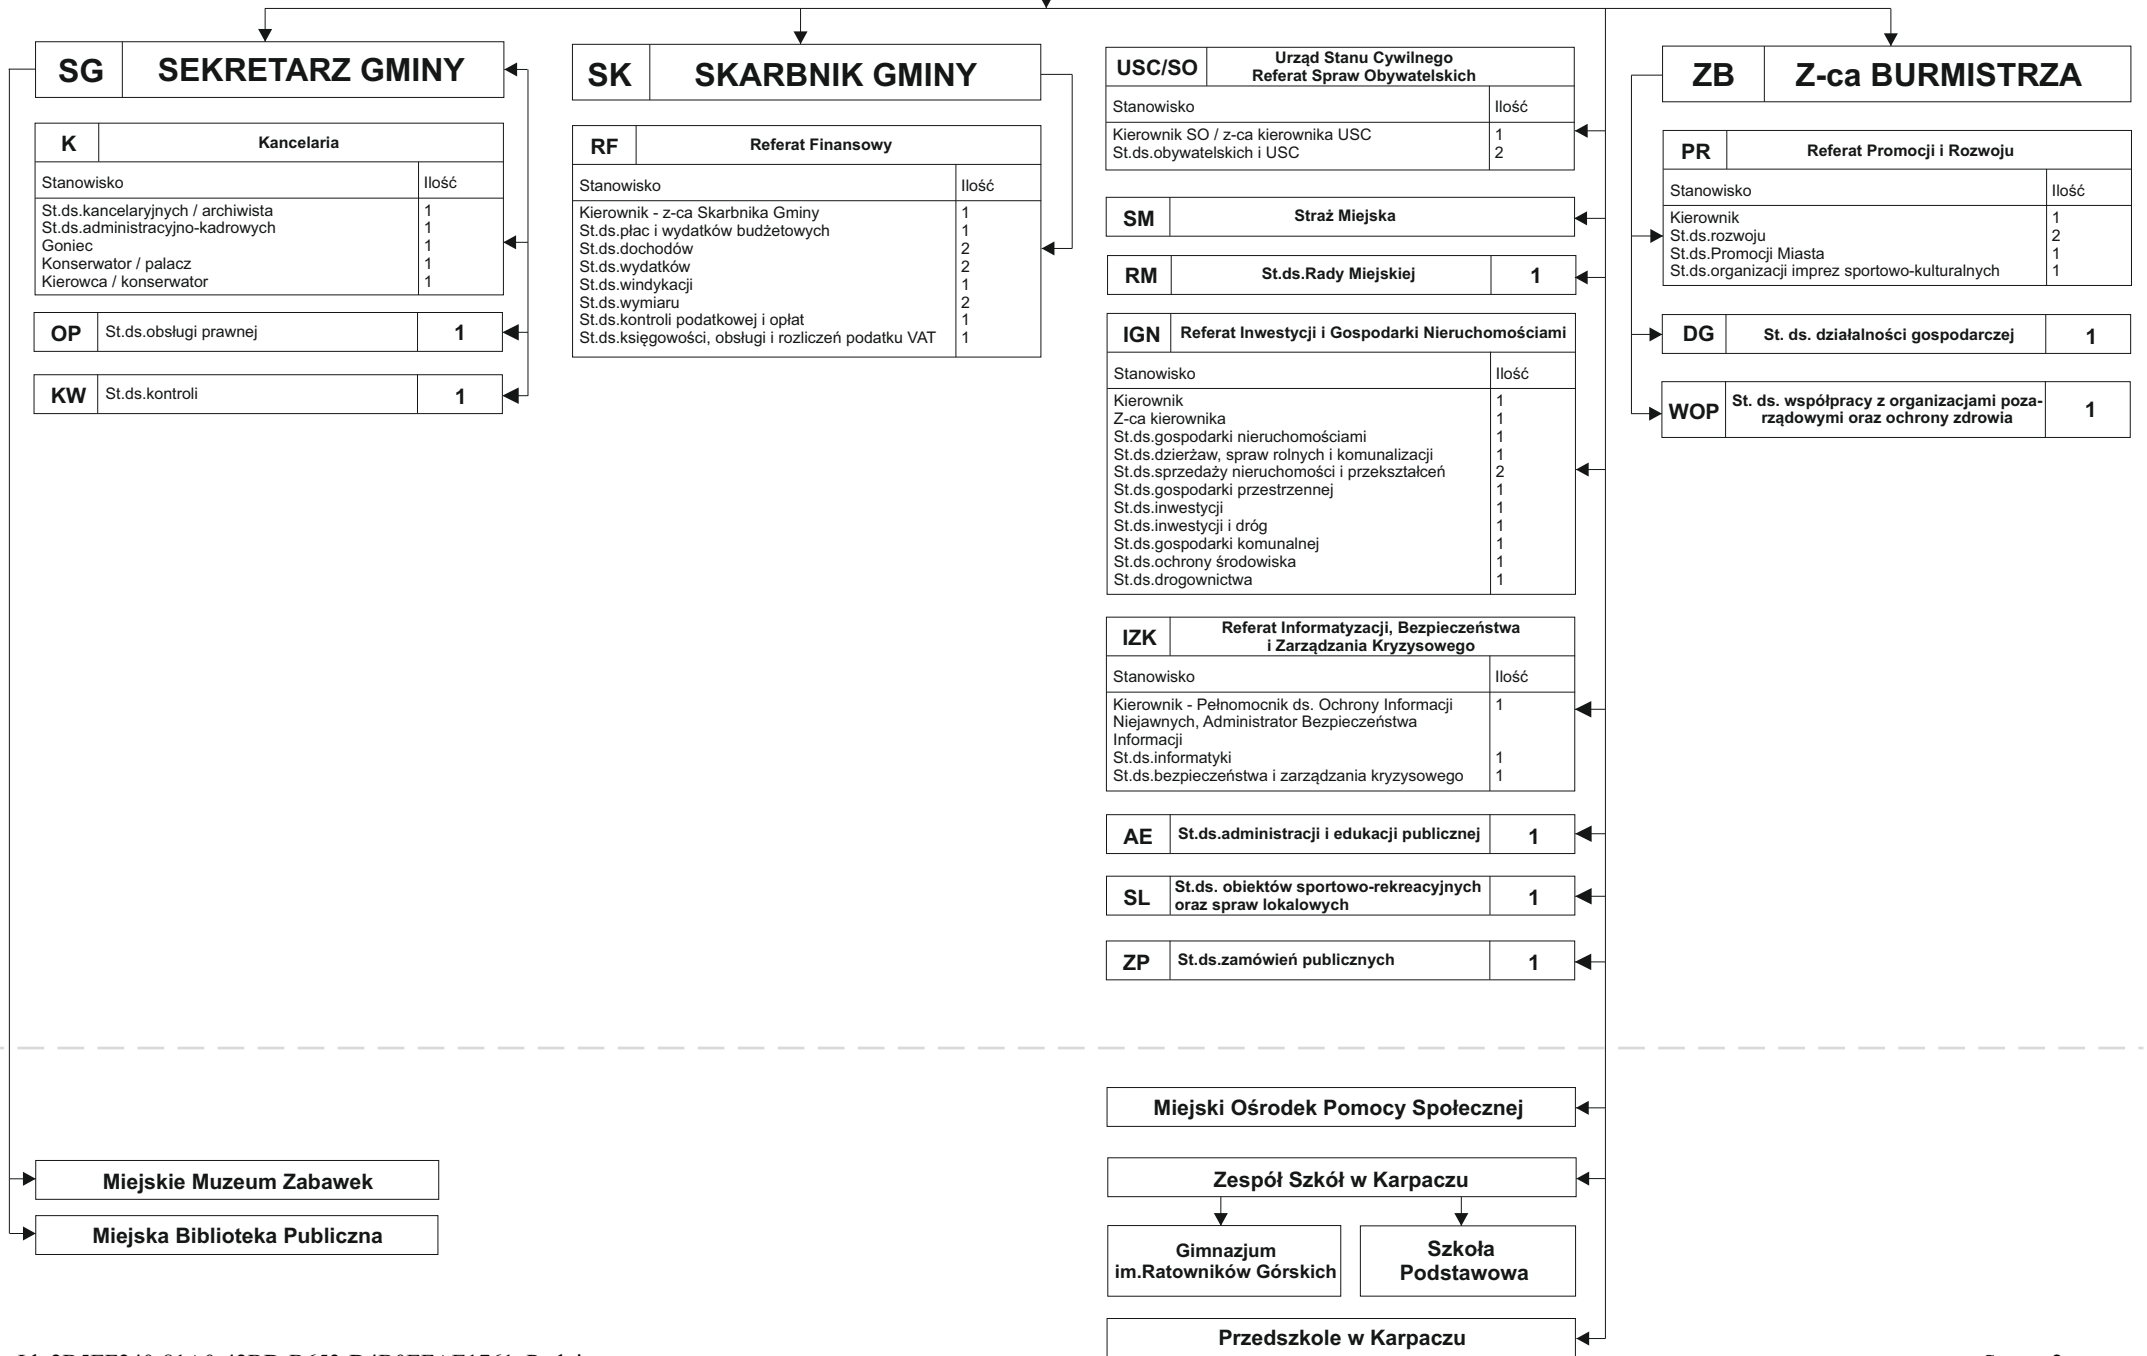 SG SEKRETARZ GMINY
K Kancelaria
Stanowisko Ilość
St.ds.kancelaryjnych / archiwista 1
St.ds.administracyjno-kadrowych 1
Goniec 1
Konserwator / palacz 1
Kierowca / konserwator 1
OP St.ds.obsługi prawnej 1
KW St.ds.kontroli 1
SK SKARBNIK GMINY
RF Referat Finansowy
Stanowisko Ilość
Kierownik - z-ca Skarbnika Gminy 1
St.ds.płac i wydatków budżetowych 1
St.ds.dochodów 2
St.ds.wydatków 2
St.ds.windykacji 1
St.ds.wymiaru 2
St.ds.kontroli podatkowej i opłat 1
St.ds.księgowości, obsługi i rozliczeń podatku VAT 1
USC/SO Urząd Stanu Cywilnego
Referat Spraw Obywatelskich
Stanowisko Ilość
Kierownik SO / z-ca kierownika USC 1
St.ds.obywatelskich i USC 2
SM Straż Miejska
RM St.ds.Rady Miejskiej 1
IGN Referat Inwestycji i Gospodarki Nieruchomościami
Stanowisko Ilość
Kierownik 1
Z-ca kierownika 1
St.ds.gospodarki nieruchomościami 1
St.ds.dzierżaw, spraw rolnych i komunalizacji 1
St.ds.sprzedaży nieruchomości i przekształceń 2
St.ds.gospodarki przestrzennej 1
St.ds.inwestycji 1
St.ds.inwestycji i dróg 1
St.ds.gospodarki komunalnej 1
St.ds.ochrony środowiska 1
St.ds.drogownictwa 1
IZK Referat Informatyzacji, Bezpieczeństwa
i Zarządzania Kryzysowego
Stanowisko Ilość
Kierownik - Pełnomocnik ds. Ochrony Informacji 1
Niejawnych, Administrator Bezpieczeństwa
Informacji
St.ds.informatyki 1
St.ds.bezpieczeństwa i zarządzania kryzysowego 1
AE St.ds.administracji i edukacji publicznej 1
SL St.ds. obiektów sportowo-rekreacyjnych
oraz spraw lokalowych 1
ZP St.ds.zamówień publicznych 1
ZB Z-ca BURMISTRZA
PR Referat Promocji i Rozwoju
Stanowisko Ilość
Kierownik 1
St.ds.rozwoju 2
St.ds.Promocji Miasta 1
St.ds.organizacji imprez sportowo-kulturalnych 1
DG St. ds. działalności gospodarczej 1
WOP St. ds. współpracy z organizacjami poza-
rządowymi oraz ochrony zdrowia 1
Miejskie Muzeum Zabawek
Miejska Biblioteka Publiczna
Miejski Ośrodek Pomocy Społecznej
Zespół Szkół w Karpaczu
Gimnazjum
im.Ratowników Górskich
Szkoła
Podstawowa
Przedszkole w Karpaczu